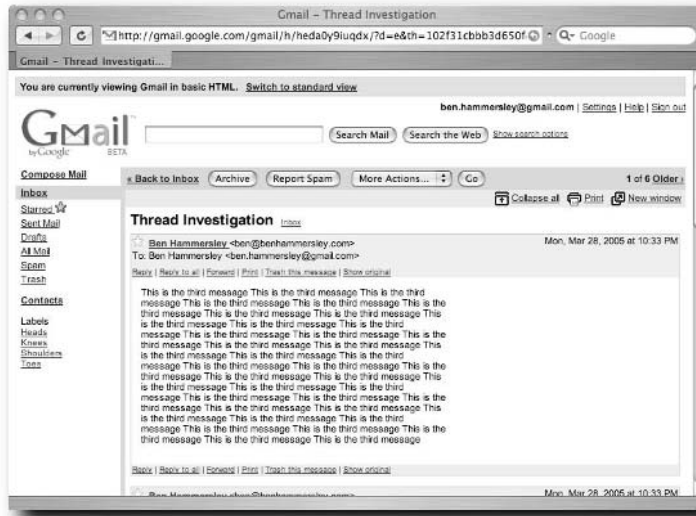 Gmail – Thread Investigation
http://gmail.google.com/gmail/h/heda0y9iuqdx/?d=e&th=102f31cbbb3d650f
Google
Gmail – Thread Investigati...
You are currently viewing Gmail in basic HTML. Switch to standard view
ben.hammersley@gmail.com | Settings | Help | Sign out
Gmail
by Google BETA
Search Mail Search the Web Show search options
Compose Mail
Inbox
Starred
Sent Mail
Drafts
All Mail
Spam
Trash
Contacts
Labels
Heads
Knees
Shoulders
Toes
« Back to Inbox Archive Report Spam More Actions... Go 1 of 6 Older ›
Collapse all Print New window
Thread Investigation Inbox
Ben Hammersley <ben@benhammersley.com> Mon, Mar 28, 2005 at 10:33 PM
To: Ben Hammersley <ben.hammersley@gmail.com>
Reply | Reply to all | Forward | Print | Trash this message | Show original
This is the third message This is the third message This is the third
message This is the third message This is the third message This is the
third message This is the third message This is the third message This
is the third message This is the third message This is the third
message This is the third message This is the third message This is the
third message This is the third message This is the third message This
is the third message This is the third message This is the third
message This is the third message This is the third message This is the
third message This is the third message This is the third message This
is the third message This is the third message This is the third
message This is the third message This is the third message This is the
third message This is the third message This is the third message This
is the third message This is the third message This is the third
message This is the third message This is the third message This is the
third message This is the third message This is the third message
Reply | Reply to all | Forward | Print | Trash this message | Show original
Ben Hammersley <ben@benhammersley.com> Mon, Mar 28, 2005 at 10:33 PM